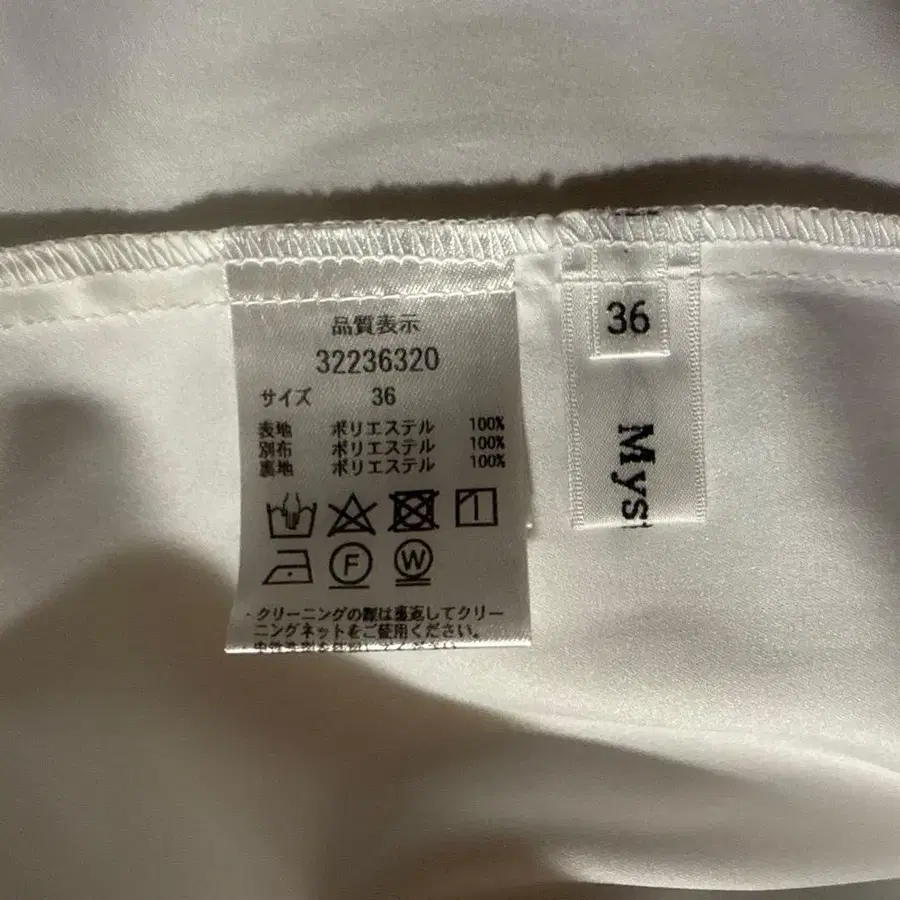 品質表示
32236320
サイズ 36
表地 ポリエステル 100%
別布 ポリエステル 100%
裏地 ポリエステル 100%
F W
・クリーニングの際は裏返してクリー
ニングネットをご使用ください。
36
Mys